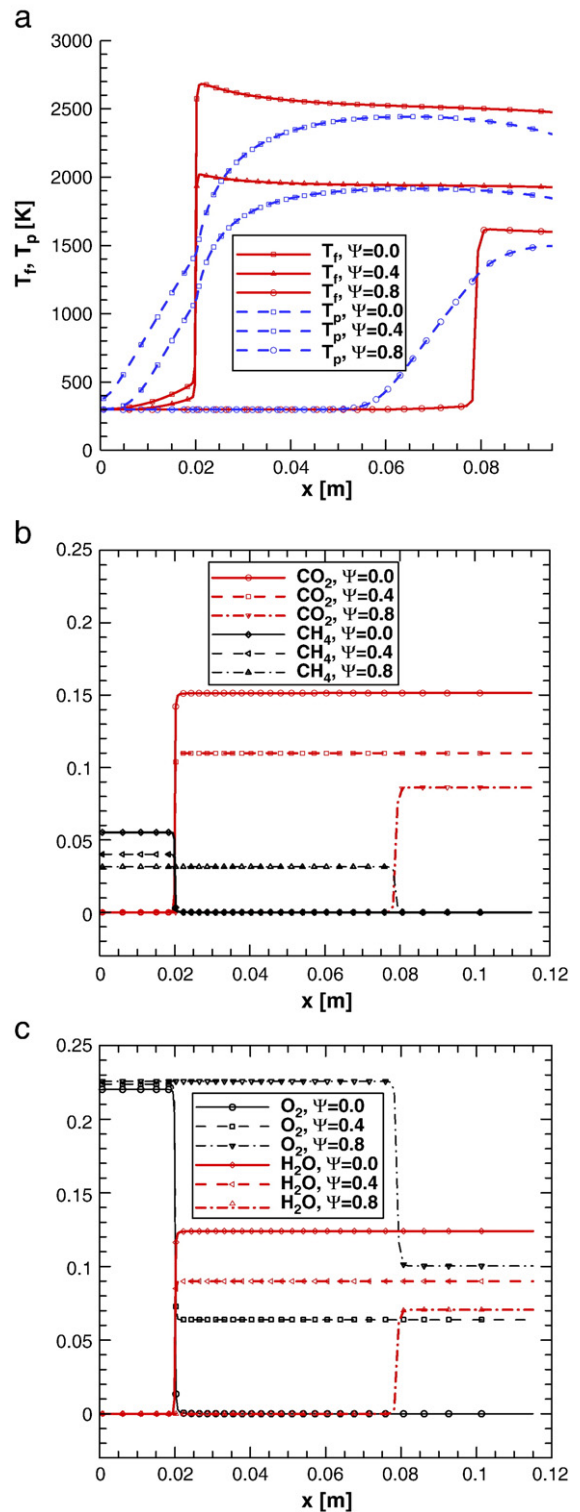 a
3000
2500
2000
1500
1000
500
300
0
T_f, T_p [K]
T_f, Ψ=0.0
T_f, Ψ=0.4
T_f, Ψ=0.8
T_p, Ψ=0.0
T_p, Ψ=0.4
T_p, Ψ=0.8
0 0.02 0.04 0.06 0.08
x [m]
b
0.25
0.2
0.15
0.1
0.05
0
CO₂, Ψ=0.0
CO₂, Ψ=0.4
CO₂, Ψ=0.8
CH₄, Ψ=0.0
CH₄, Ψ=0.4
CH₄, Ψ=0.8
0 0.02 0.04 0.06 0.08 0.1 0.12
x [m]
c
0.25
0.2
0.15
0.1
0.05
0
O₂, Ψ=0.0
O₂, Ψ=0.4
O₂, Ψ=0.8
H₂O, Ψ=0.0
H₂O, Ψ=0.4
H₂O, Ψ=0.8
0 0.02 0.04 0.06 0.08 0.1 0.12
x [m]